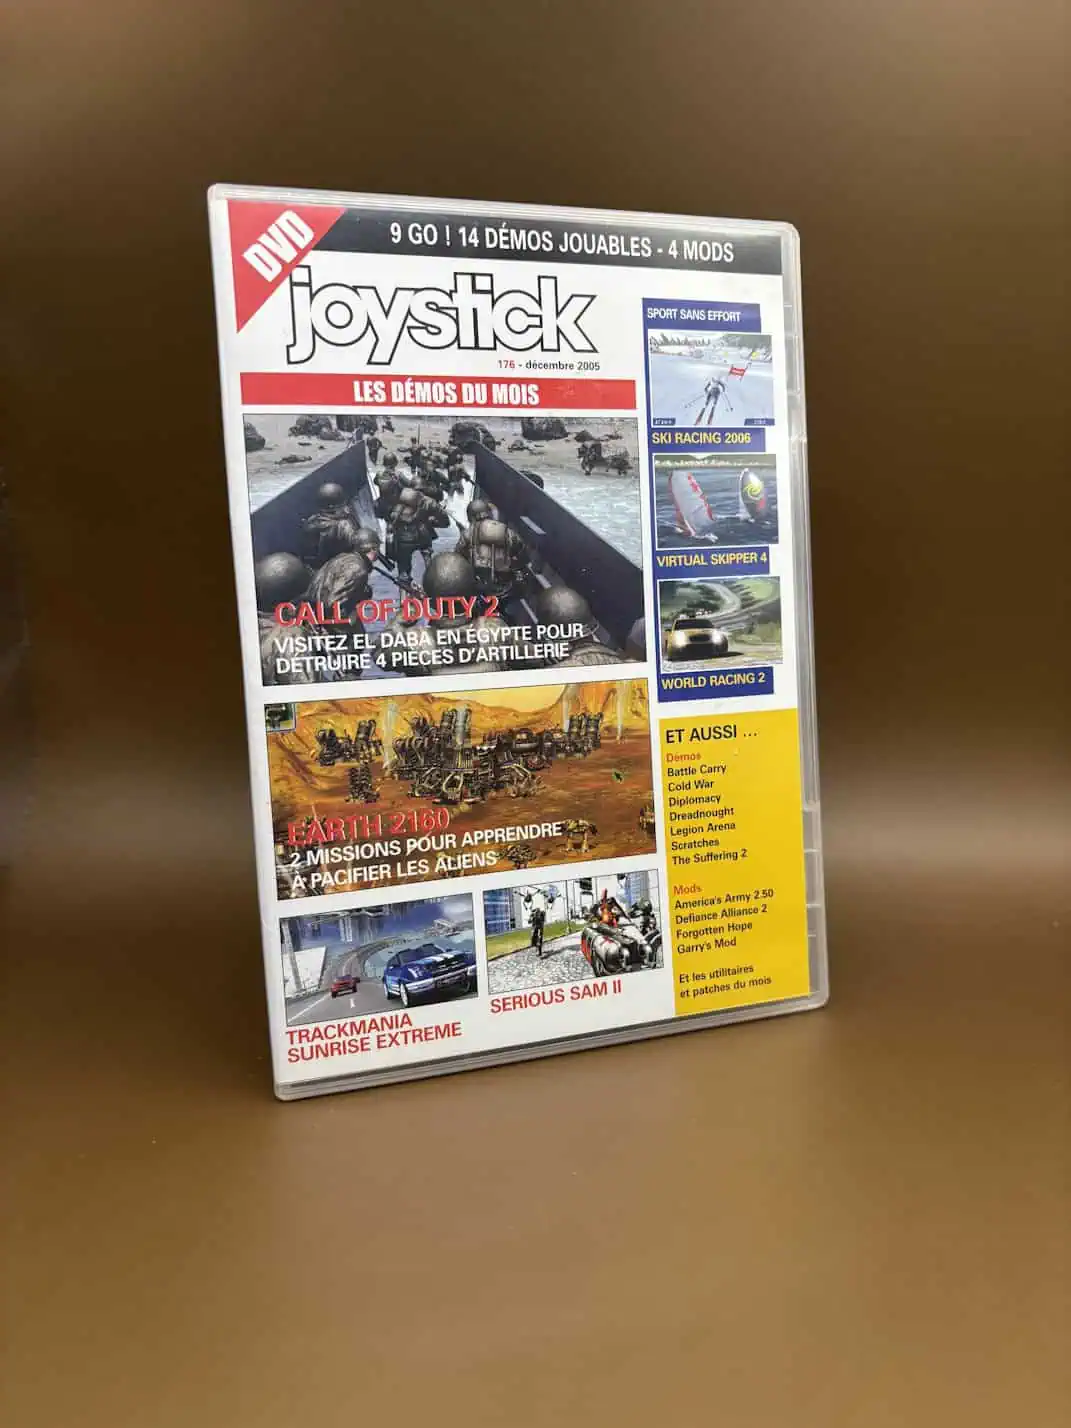 DVD
9 GO ! 14 DÉMOS JOUABLES - 4 MODS
joystick
176 - décembre 2005
LES DÉMOS DU MOIS
CALL OF DUTY 2
VISITEZ EL DABA EN ÉGYPTE POUR
DÉTRUIRE 4 PIÈCES D'ARTILLERIE
EARTH 2160
2 MISSIONS POUR APPRENDRE
À PACIFIER LES ALIENS
TRACKMANIA
SUNRISE EXTREME
SERIOUS SAM II
SPORT SANS EFFORT
SKI RACING 2006
VIRTUAL SKIPPER 4
WORLD RACING 2
ET AUSSI ...
Démos
Battle Carry
Cold War
Diplomacy
Dreadnought
Legion Arena
Scratches
The Suffering 2
Mods
America's Army 2.50
Defiance Alliance 2
Forgotten Hope
Garry's Mod
Et les utilitaires
et patches du mois